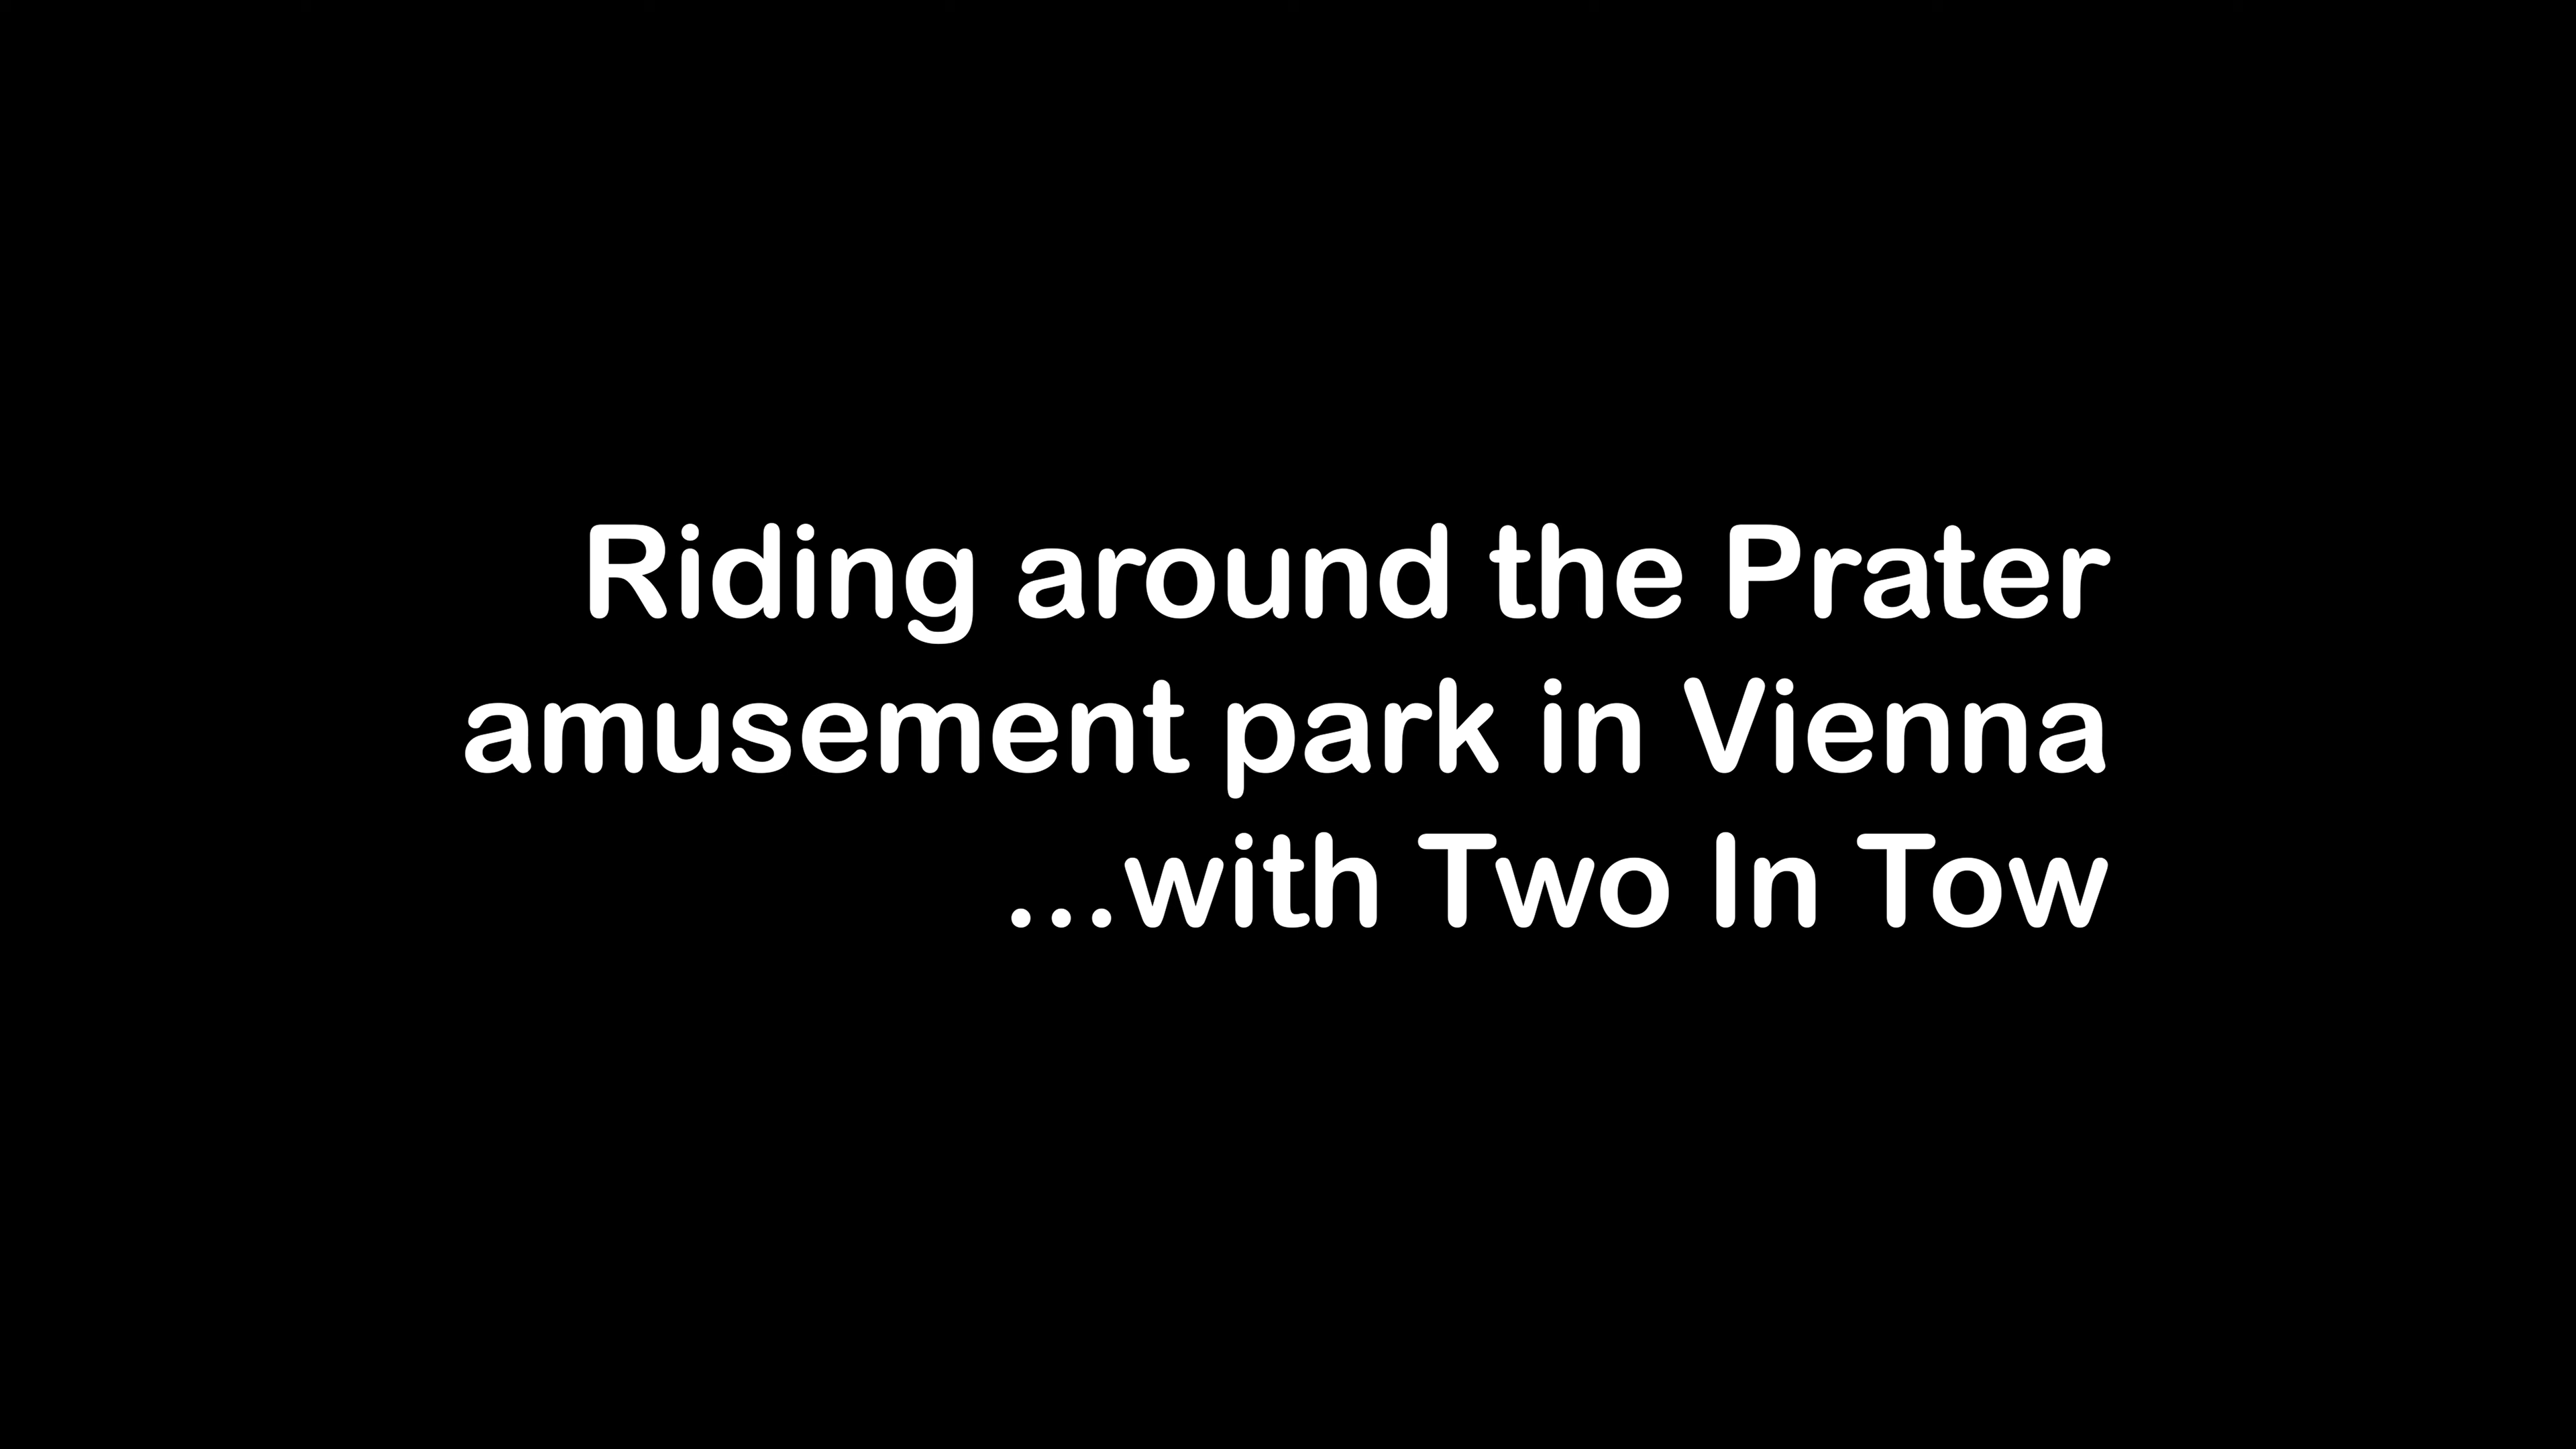 Riding around the Prater
amusement park in Vienna
...with Two In Tow